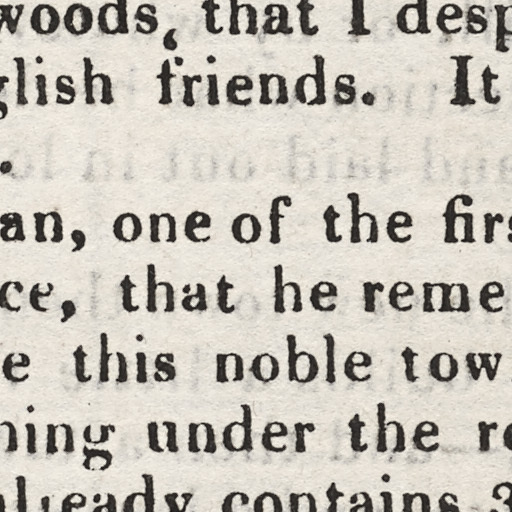 woods, that I desp
glish friends. It
.
an, one of the firs
ce, that he reme
e this noble tow
ning under the re
already contains 3